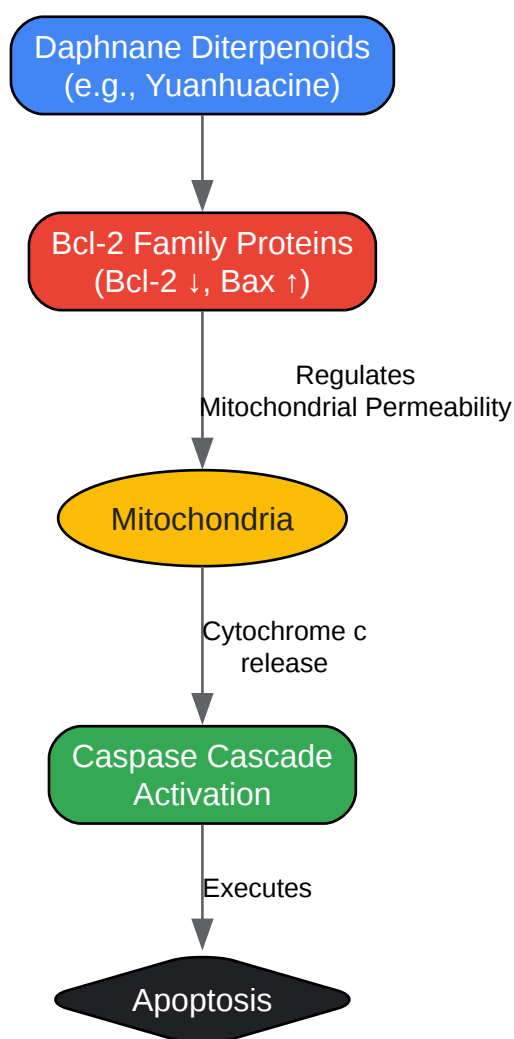 Daphnane Diterpenoids
(e.g., Yuanhuacine)
Bcl-2 Family Proteins
(Bcl-2 ↓, Bax ↑)
Regulates
Mitochondrial Permeability
Mitochondria
Cytochrome c
release
Caspase Cascade
Activation
Executes
Apoptosis